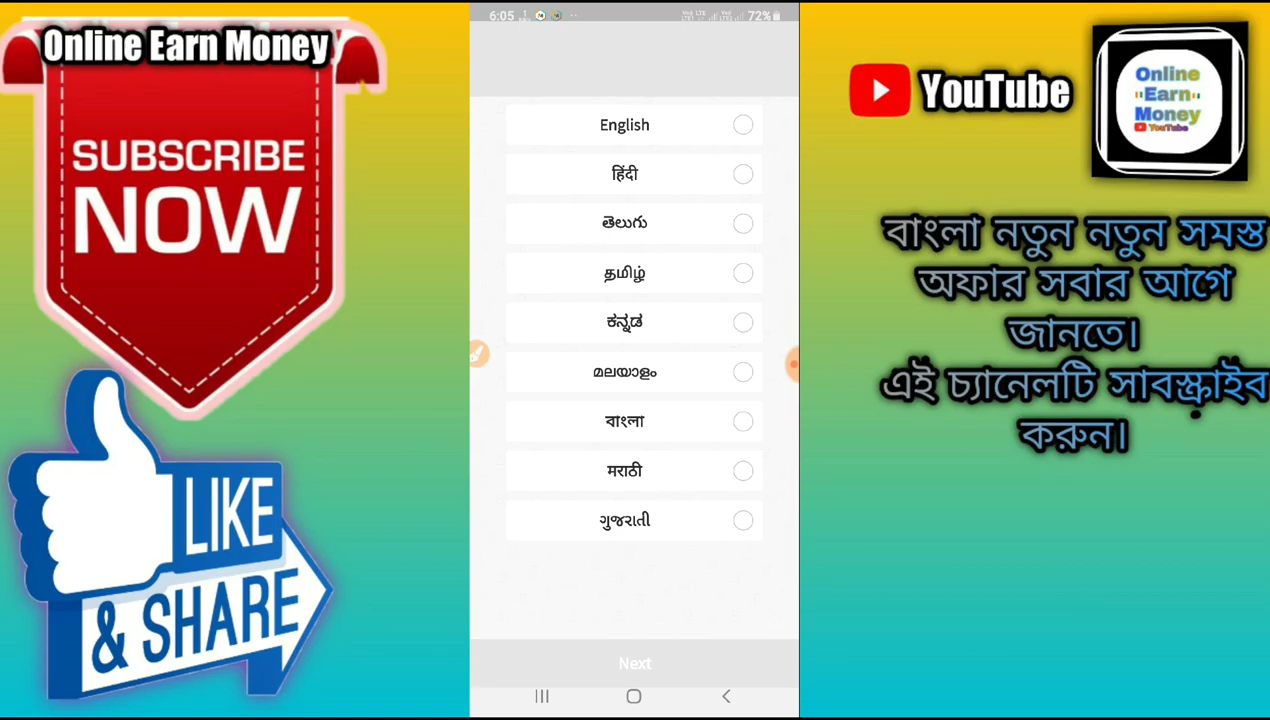 Online Earn Money
SUBSCRIBE
NOW
LIKE
& SHARE
6:05
72%
English
हिंदी
తెలుగు
தமிழ்
ಕನ್ನಡ
മലയാളം
বাংলা
मराठी
ગુજરાતી
Next
YouTube
Online
Earn
Money
YouTube
বাংলা নতুন নতুন সমস্ত
অফার সবার আগে
জানতে।
এই চ্যানেলটি সাবস্ক্রাইব
করুন।